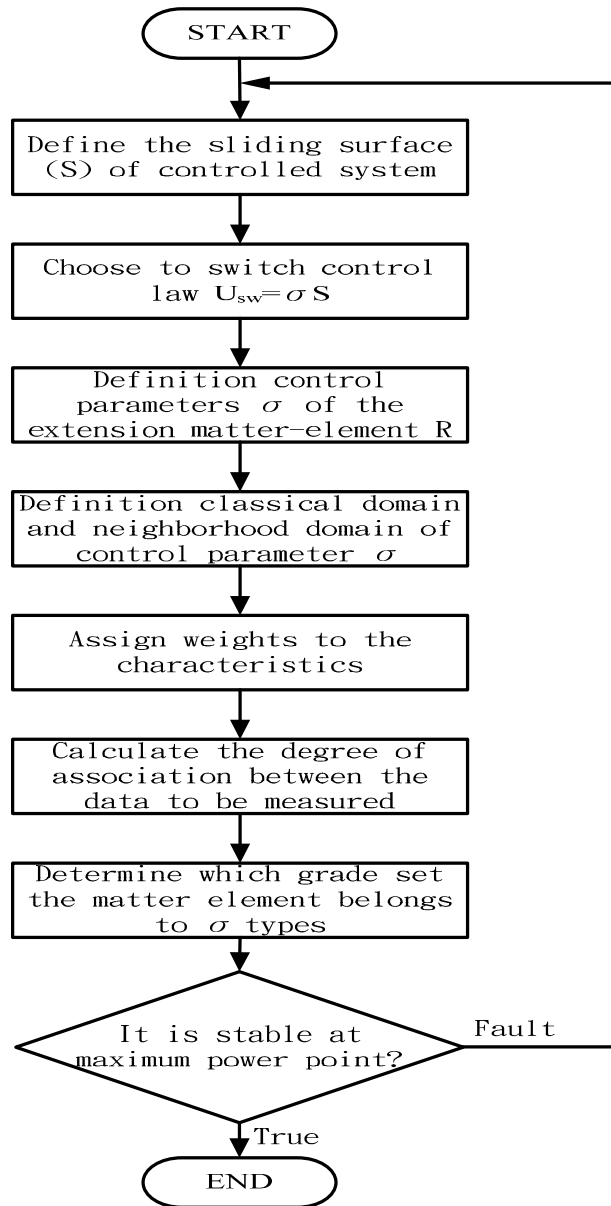 START
Define the sliding surface
(S) of controlled system
Choose to switch control
law Usw=σS
Definition control
parameters σ of the
extension matter-element R
Definition classical domain
and neighborhood domain of
control parameter σ
Assign weights to the
characteristics
Calculate the degree of
association between the
data to be measured
Determine which grade set
the matter element belongs
to σ types
It is stable at
maximum power point?
Fault
True
END